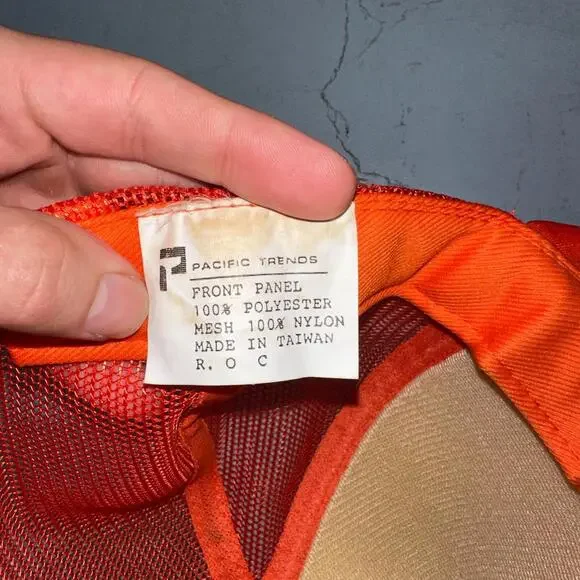 PACIFIC TRENDS
FRONT PANEL
100% POLYESTER
MESH 100% NYLON
MADE IN TAIWAN
R. O C